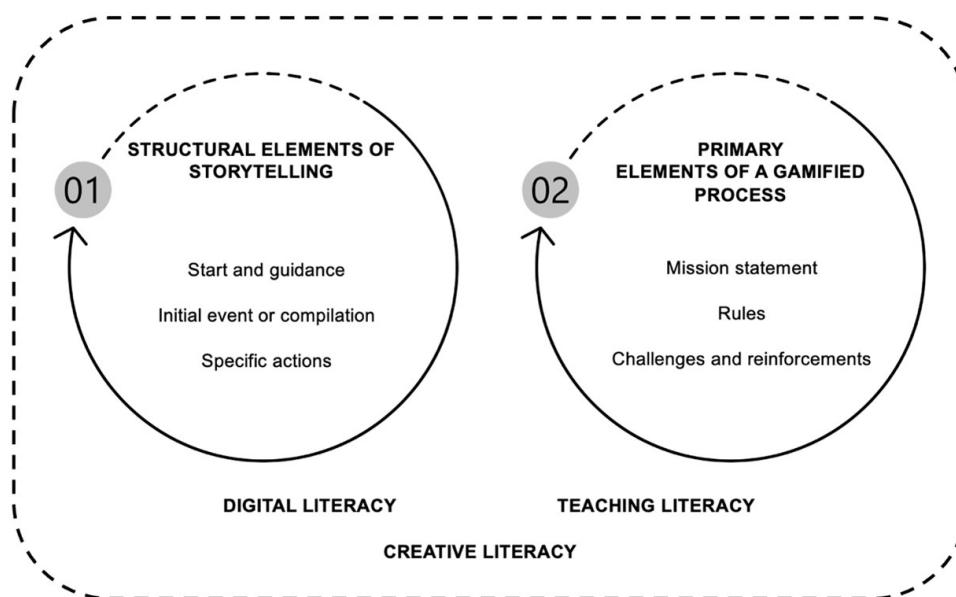 01
STRUCTURAL ELEMENTS OF
STORYTELLING
Start and guidance
Initial event or compilation
Specific actions
02
PRIMARY
ELEMENTS OF A GAMIFIED
PROCESS
Mission statement
Rules
Challenges and reinforcements
DIGITAL LITERACY
TEACHING LITERACY
CREATIVE LITERACY